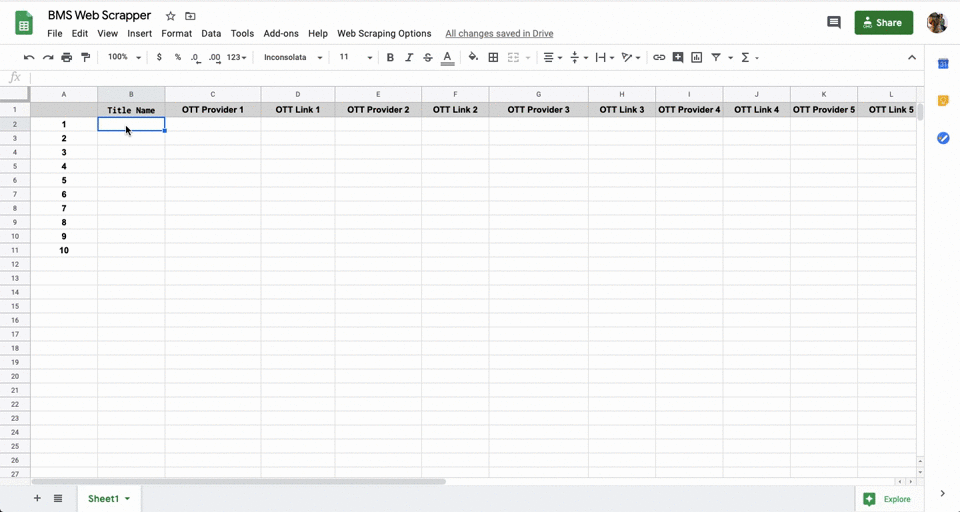 BMS Web Scrapper
File Edit View Insert Format Data Tools Add-ons Help Web Scraping Options All changes saved in Drive
Share
100% $ % .0 .00 123 Inconsolata 11 B I S A
fx
A B C D E F G H I J K L
1 Title Name OTT Provider 1 OTT Link 1 OTT Provider 2 OTT Link 2 OTT Provider 3 OTT Link 3 OTT Provider 4 OTT Link 4 OTT Provider 5 OTT Link 5
2 1
3 2
4 3
5 4
6 5
7 6
8 7
9 8
10 9
11 10
12
13
14
15
16
17
18
19
20
21
22
23
24
25
26
27
Sheet1
Explore